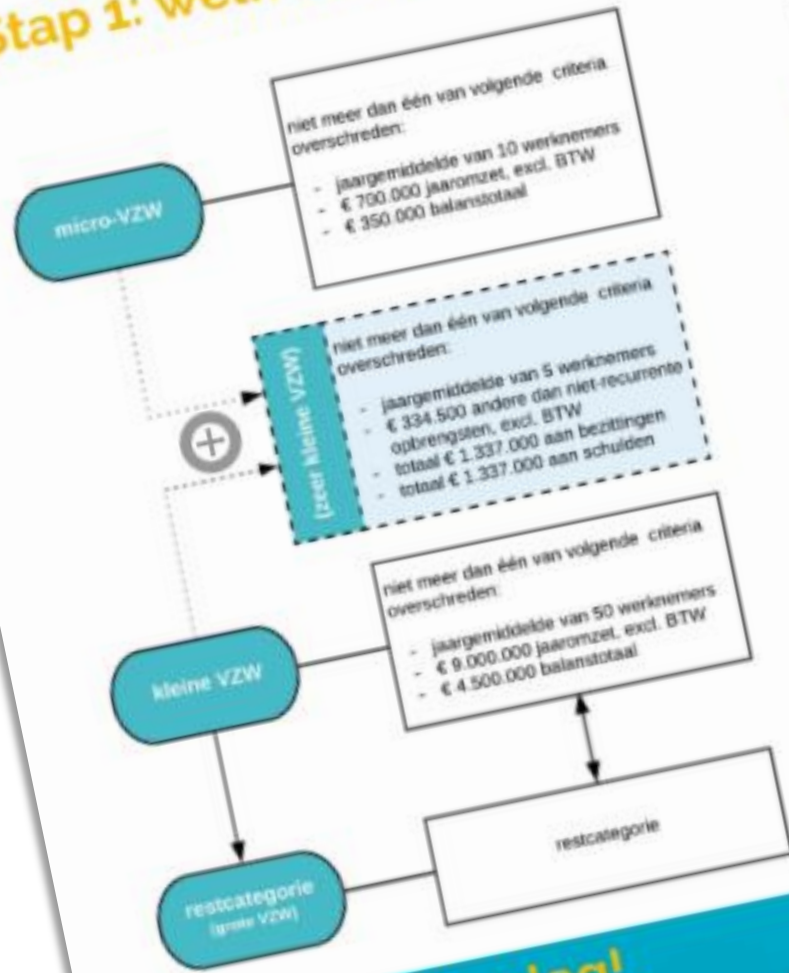 Stap 1:
niet meer dan één van volgende criteria
overschreden:
- jaargemiddelde van 10 werknemers
- € 700.000 jaaromzet, excl. BTW
- € 350.000 balanstotaal
micro-VZW
(zeer kleine VZW)
niet meer dan één van volgende criteria
overschreden:
- jaargemiddelde van 5 werknemers
- € 334.500 andere dan niet-recurrente
opbrengsten, excl. BTW
- totaal € 1.337.000 aan bezittingen
- totaal € 1.337.000 aan schulden
niet meer dan één van volgende criteria
overschreden:
- jaargemiddelde van 50 werknemers
- € 9.000.000 jaaromzet, excl. BTW
- € 4.500.000 balanstotaal
kleine VZW
restcategorie
restcategorie
(grote VZW)